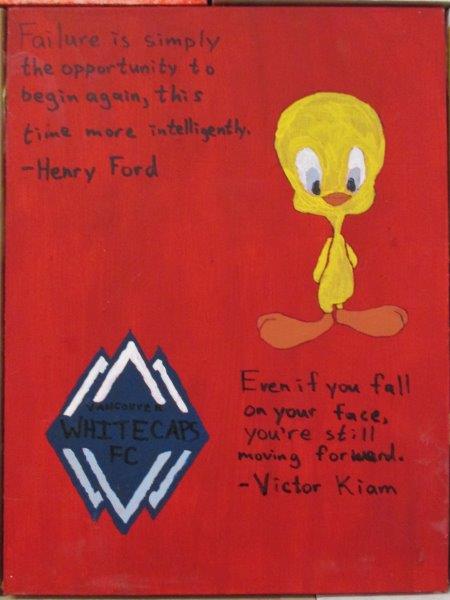 Failure is simply
the opportunity to
begin again, this
time more intelligently.
-Henry Ford
VANCOUVER
WHITECAPS
FC
Even if you fall
on your face,
you're still
moving forward.
-Victor Kiam